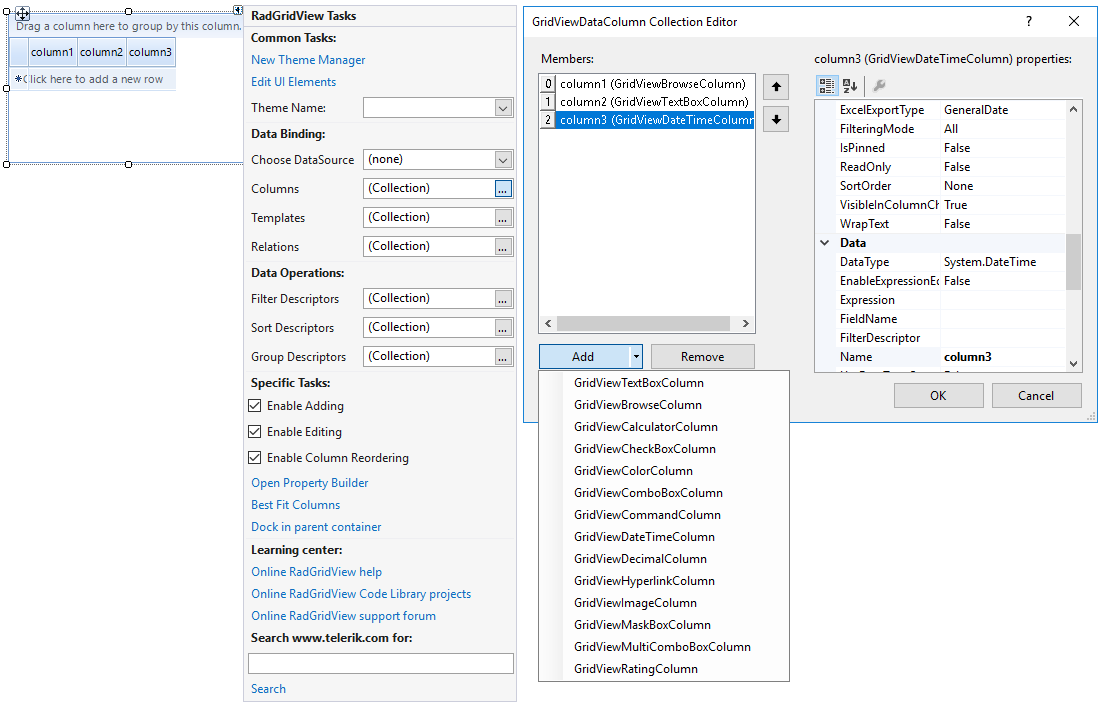 Drag a column here to group by this column.
column1 column2 column3
Click here to add a new row
RadGridView Tasks
Common Tasks:
New Theme Manager
Edit UI Elements
Theme Name:
Data Binding:
Choose DataSource (none)
Columns (Collection) ...
Templates (Collection) ...
Relations (Collection) ...
Data Operations:
Filter Descriptors (Collection) ...
Sort Descriptors (Collection) ...
Group Descriptors (Collection) ...
Specific Tasks:
Enable Adding
Enable Editing
Enable Column Reordering
Open Property Builder
Best Fit Columns
Dock in parent container
Learning center:
Online RadGridView help
Online RadGridView Code Library projects
Online RadGridView support forum
Search www.telerik.com for:
Search
GridViewDataColumn Collection Editor ?
Members:
0 column1 (GridViewBrowseColumn)
1 column2 (GridViewTextBoxColumn)
2 column3 (GridViewDateTimeColumn
Add Remove
GridViewTextBoxColumn
GridViewBrowseColumn
GridViewCalculatorColumn
GridViewCheckBoxColumn
GridViewColorColumn
GridViewComboBoxColumn
GridViewCommandColumn
GridViewDateTimeColumn
GridViewDecimalColumn
GridViewHyperlinkColumn
GridViewImageColumn
GridViewMaskBoxColumn
GridViewMultiComboBoxColumn
GridViewRatingColumn
column3 (GridViewDateTimeColumn) properties:
ExcelExportType GeneralDate
FilteringMode All
IsPinned False
ReadOnly False
SortOrder None
VisibleInColumnCh True
WrapText False
Data
DataType System.DateTime
EnableExpressionEc False
Expression
FieldName
FilterDescriptor
Name column3
OK Cancel